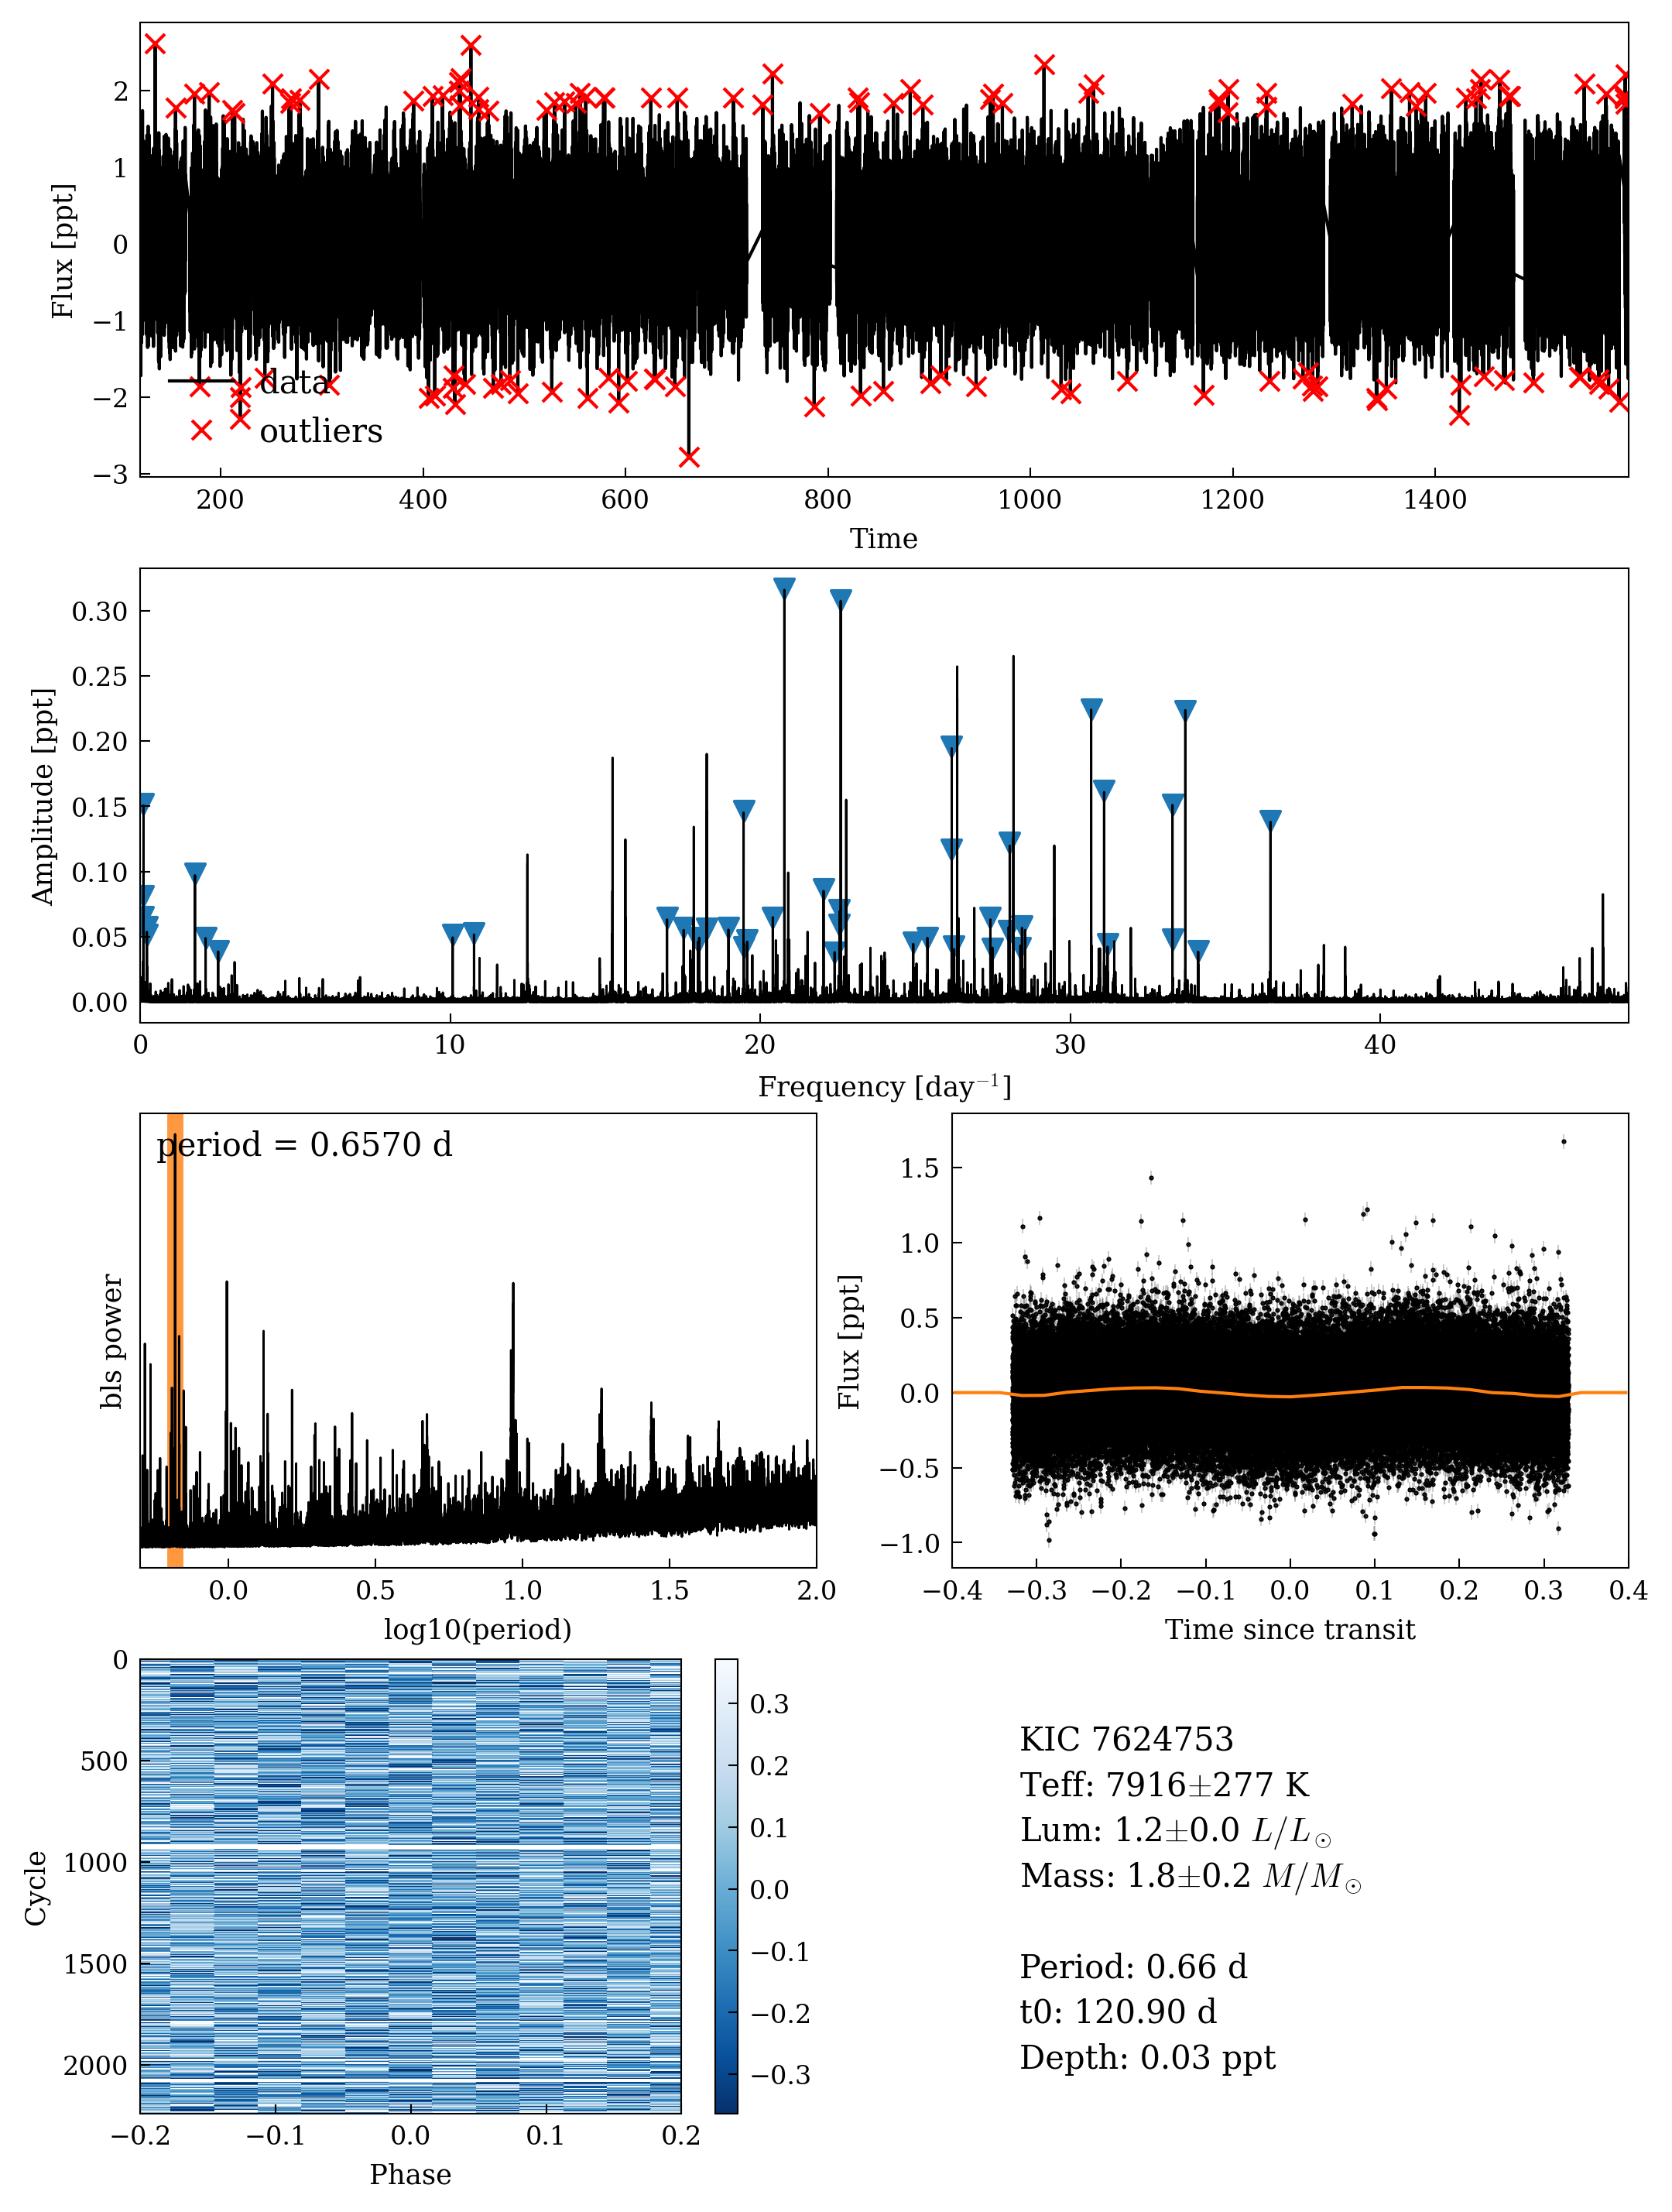 2
1
0
−1
−2
−3
Flux [ppt]
data
outliers
200 400 600 800 1000 1200 1400
Time
0.30
0.25
0.20
0.15
0.10
0.05
0.00
Amplitude [ppt]
0 10 20 30 40
Frequency [day⁻¹]
period = 0.6570 d
bls power
0.0 0.5 1.0 1.5 2.0
log10(period)
1.5
1.0
0.5
0.0
−0.5
−1.0
Flux [ppt]
−0.4 −0.3 −0.2 −0.1 0.0 0.1 0.2 0.3 0.4
Time since transit
0
500
1000
1500
2000
Cycle
−0.2 −0.1 0.0 0.1 0.2
Phase
0.3
0.2
0.1
0.0
−0.1
−0.2
−0.3
KIC 7624753
Teff: 7916±277 K
Lum: 1.2±0.0 L/L☉
Mass: 1.8±0.2 M/M☉
Period: 0.66 d
t0: 120.90 d
Depth: 0.03 ppt